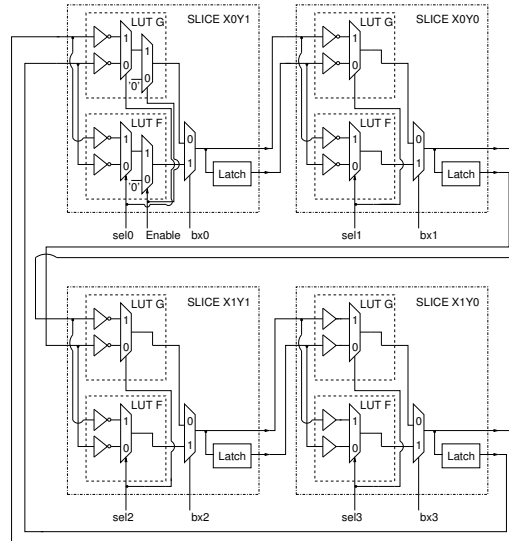 LUT G
SLICE X0Y1
1
0
1
0
'0'
LUT F
1
0
1
0
'0'
0
1
Latch
sel0
Enable
bx0
LUT G
SLICE X0Y0
1
0
LUT F
1
0
0
1
Latch
sel1
bx1
LUT G
SLICE X1Y1
1
0
LUT F
1
0
0
1
Latch
sel2
bx2
LUT G
SLICE X1Y0
1
0
LUT F
1
0
0
1
Latch
sel3
bx3